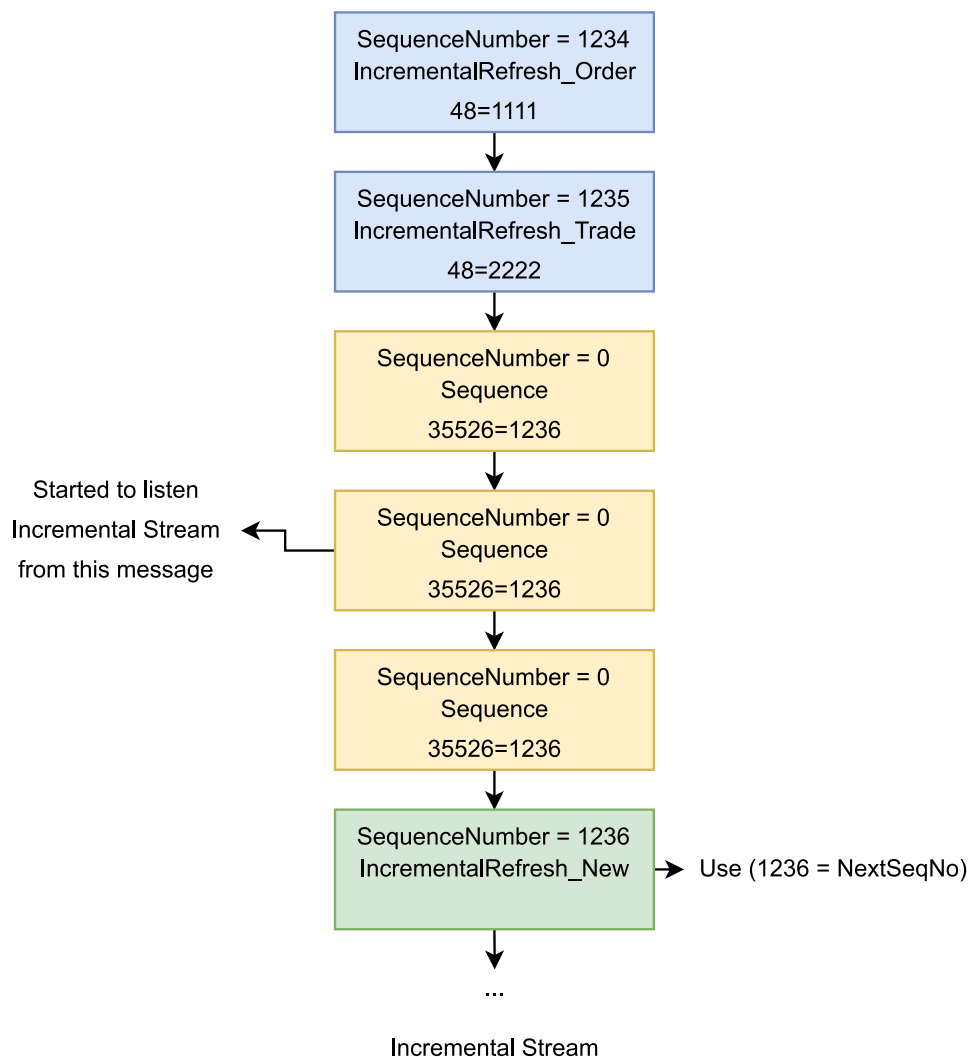 SequenceNumber = 1234
IncrementalRefresh_Order
48=1111
SequenceNumber = 1235
IncrementalRefresh_Trade
48=2222
SequenceNumber = 0
Sequence
35526=1236
Started to listen
Incremental Stream
from this message
SequenceNumber = 0
Sequence
35526=1236
SequenceNumber = 0
Sequence
35526=1236
SequenceNumber = 1236
IncrementalRefresh_New
Use (1236 = NextSeqNo)
...
Incremental Stream